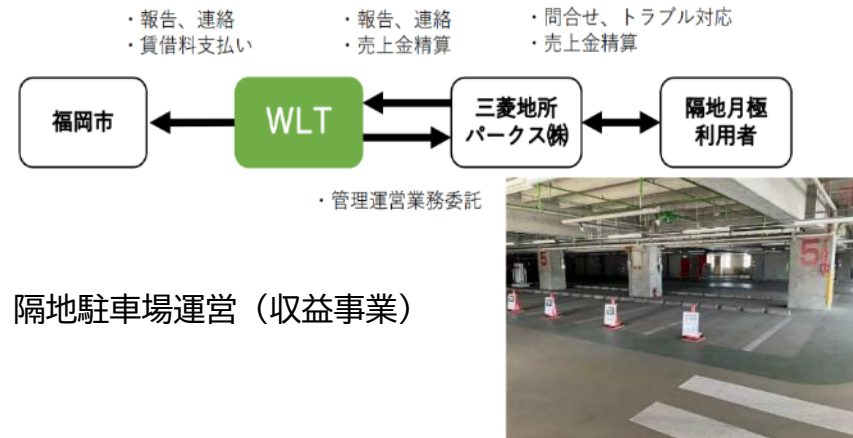 ・報告、連絡
・賃借料支払い
・報告、連絡
・売上金精算
・問合せ、トラブル対応
・売上金精算
福岡市
WLT
三菱地所
パークス㈱
隔地月極
利用者
・管理運営業務委託
隔地駐車場運営（収益事業）
5
5